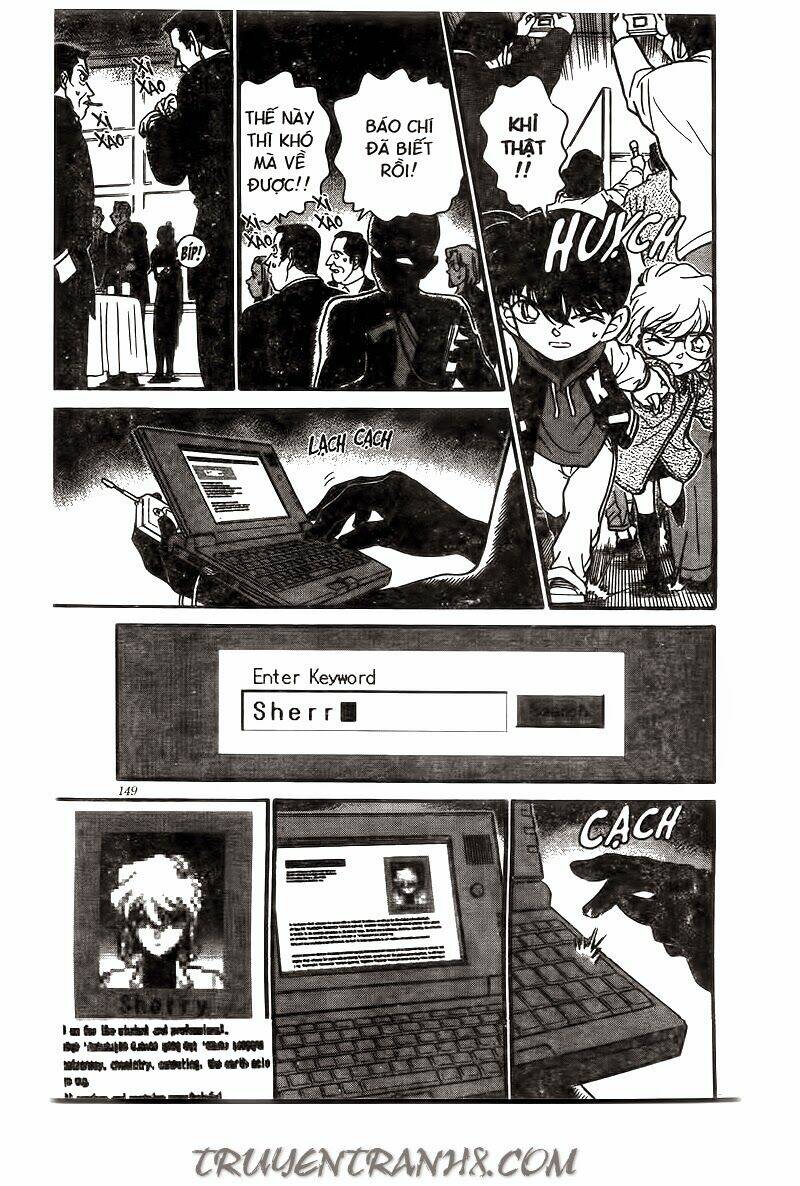 XÌ
XÀO
XÌ
XÀO
BÍP!
THẾ NÀY
THÌ KHÓ
MÀ VỀ
ĐƯỢC!!
BÁO CHÍ
ĐÃ BIẾT
RỒI!
XÌ
XÀO
XÌ
XÀO
KHỈ
THẬT
!!
HUỴCH
K
LẠCH CẠCH
Enter Keyword
Sherr
Search
149
Sherry
CẠCH
TRUYENTRANH8.COM